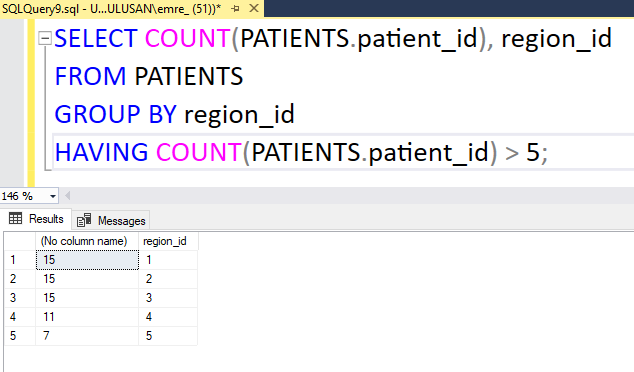 SQLQuery9.sql - U...ULUSAN\emre_ (51))*
SELECT COUNT(PATIENTS.patient_id), region_id
FROM PATIENTS
GROUP BY region_id
HAVING COUNT(PATIENTS.patient_id) > 5;
146 %
Results Messages
(No column name) region_id
1 15 1
2 15 2
3 15 3
4 11 4
5 7 5